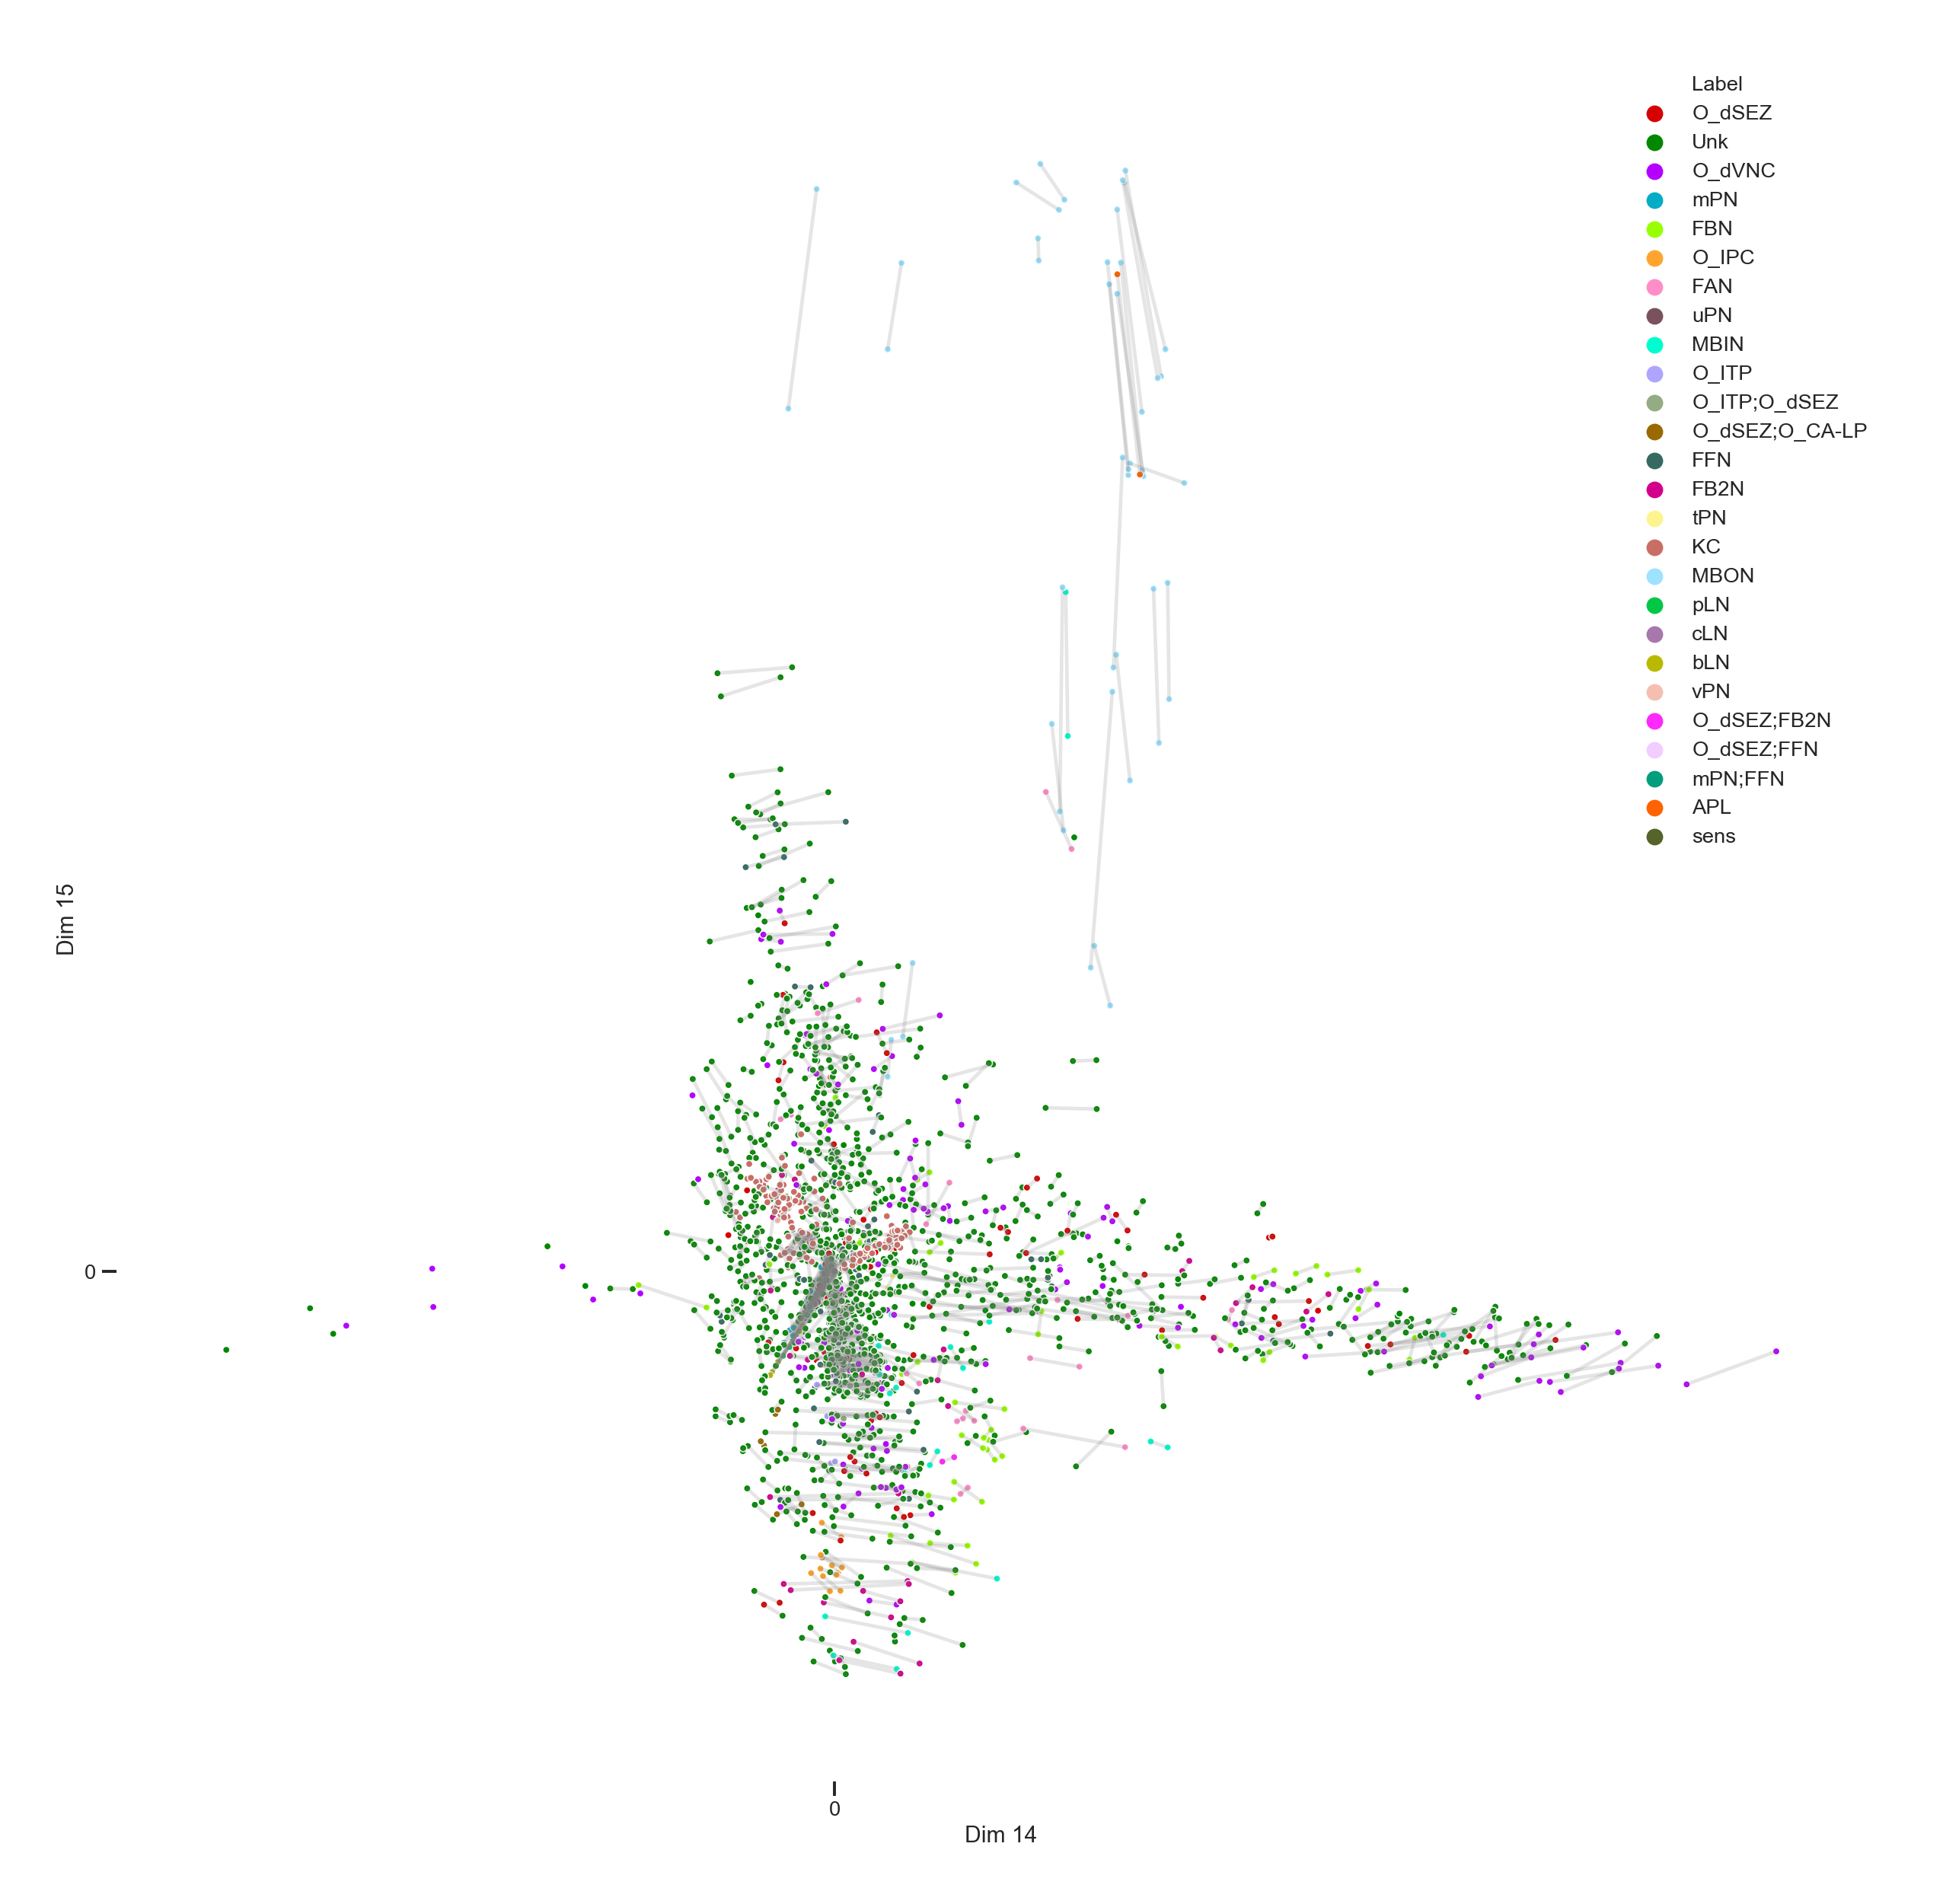 Label
O_dSEZ
Unk
O_dVNC
mPN
FBN
O_IPC
FAN
uPN
MBIN
O_ITP
O_ITP;O_dSEZ
O_dSEZ;O_CA-LP
FFN
FB2N
tPN
KC
MBON
pLN
cLN
bLN
vPN
O_dSEZ;FB2N
O_dSEZ;FFN
mPN;FFN
APL
sens
Dim 15
0
0
Dim 14